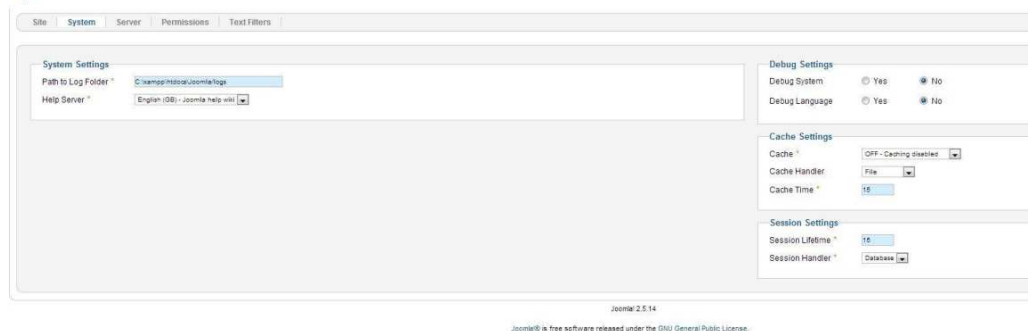 Site System Server Permissions Text Filters
System Settings
Path to Log Folder * C:\xampp\htdocs\Joomla/logs
Help Server * English (GB) - Joomla help wiki
Debug Settings
Debug System Yes No
Debug Language Yes No
Cache Settings
Cache * OFF - Caching disabled
Cache Handler File
Cache Time * 15
Session Settings
Session Lifetime * 15
Session Handler * Database
Joomla! 2.5.14
Joomla!® is free software released under the GNU General Public License.